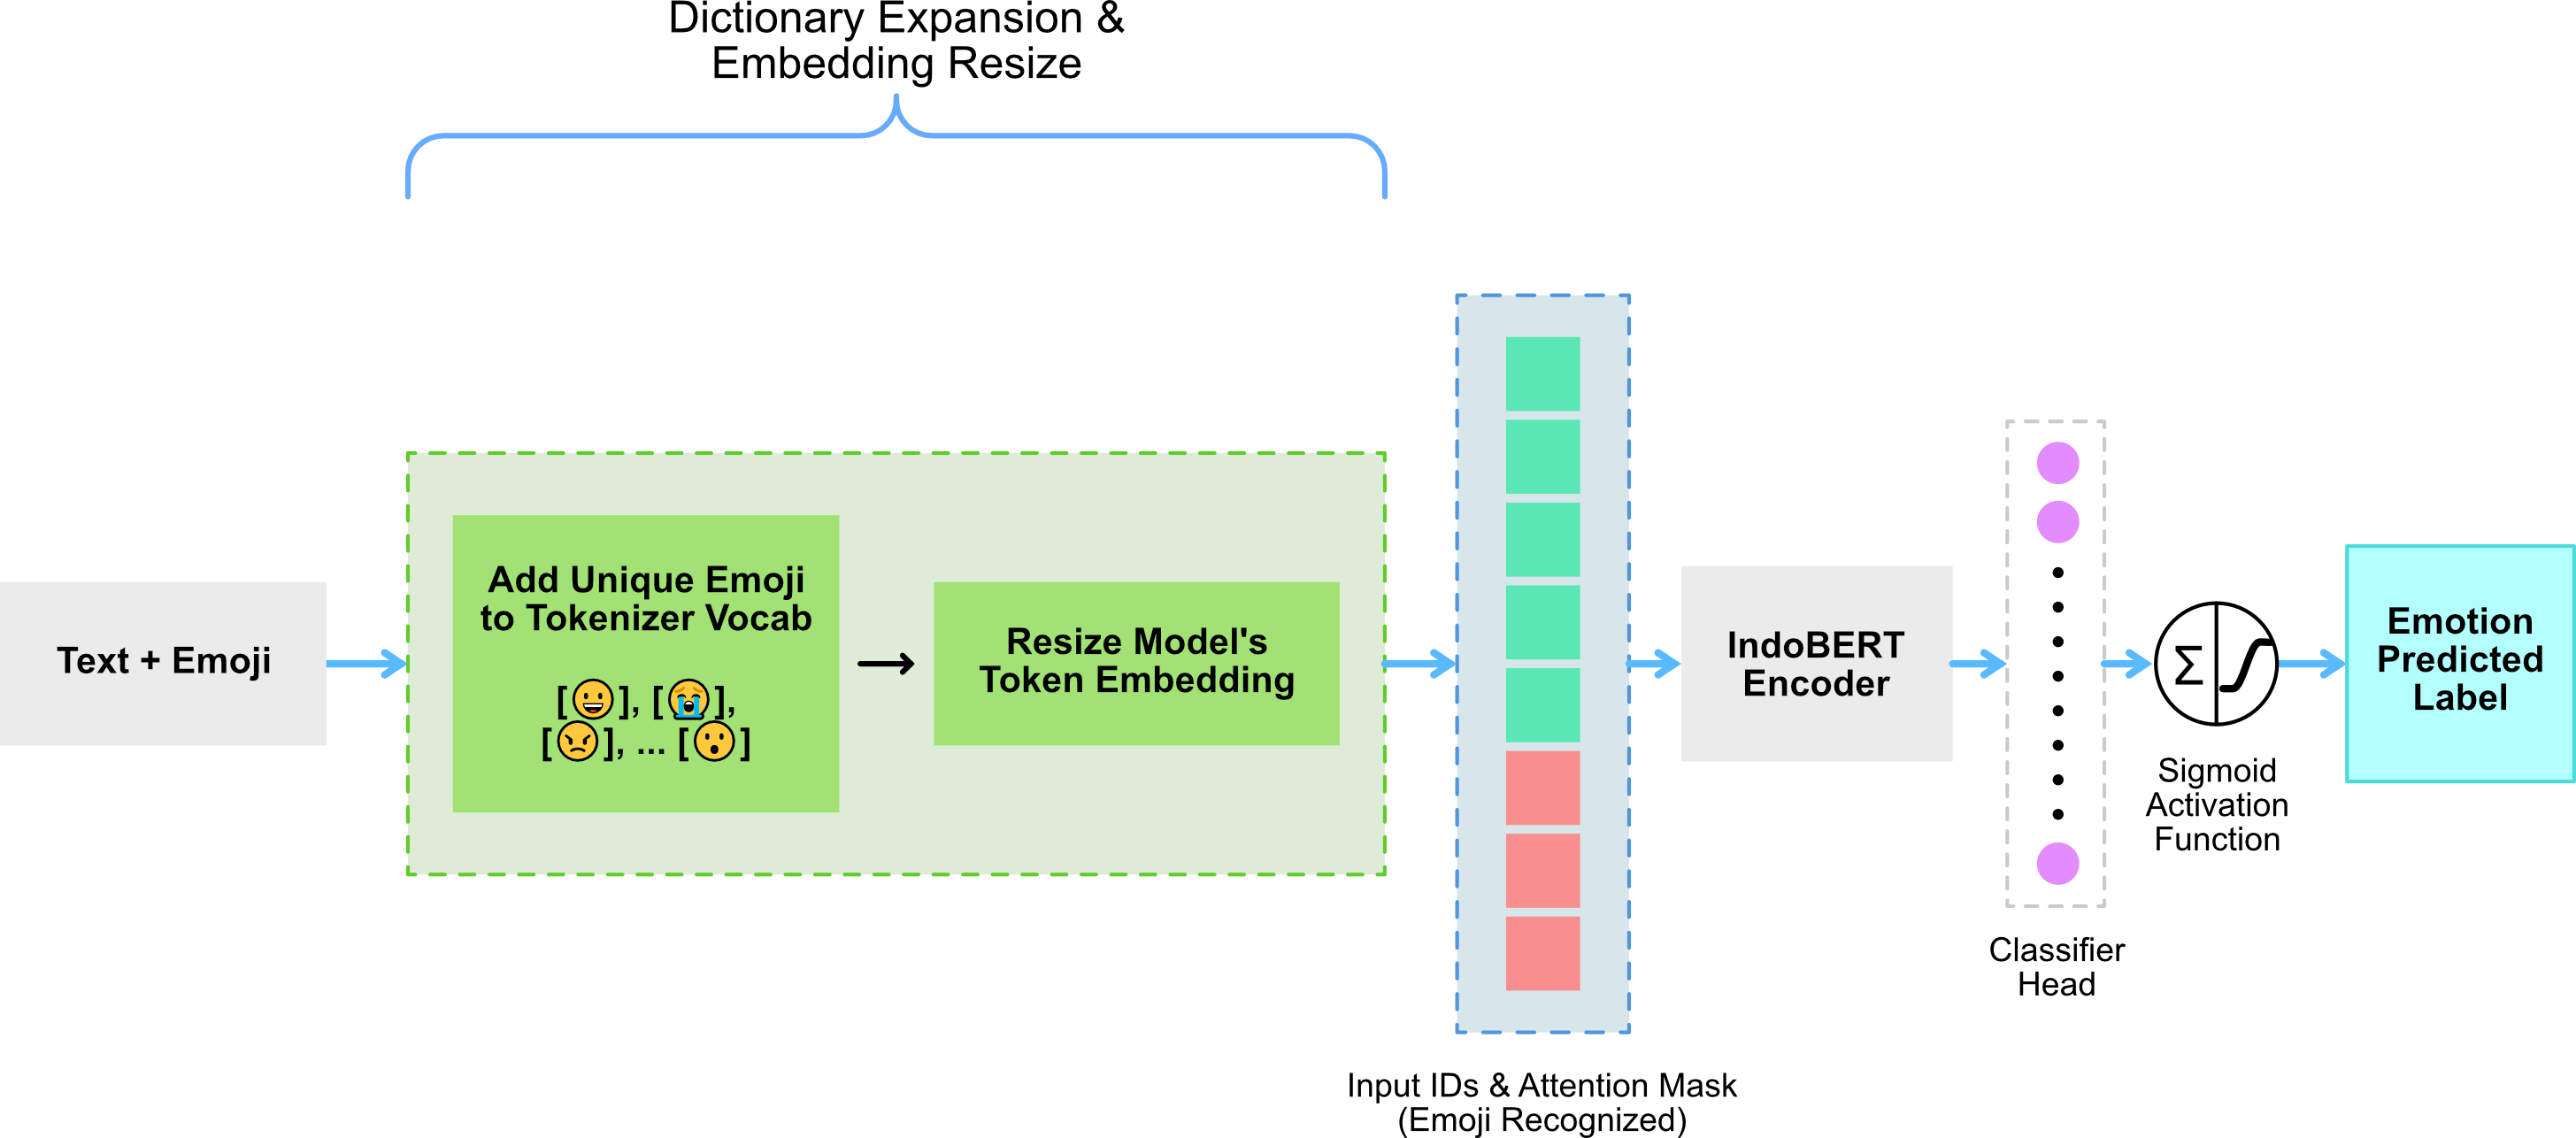 Dictionary Expansion &
Embedding Resize
Text + Emoji
Add Unique Emoji
to Tokenizer Vocab
[😀], [😭],
[😠], ... [😮]
Resize Model's
Token Embedding
Input IDs & Attention Mask
(Emoji Recognized)
IndoBERT
Encoder
Classifier
Head
Σ
Sigmoid
Activation
Function
Emotion
Predicted
Label